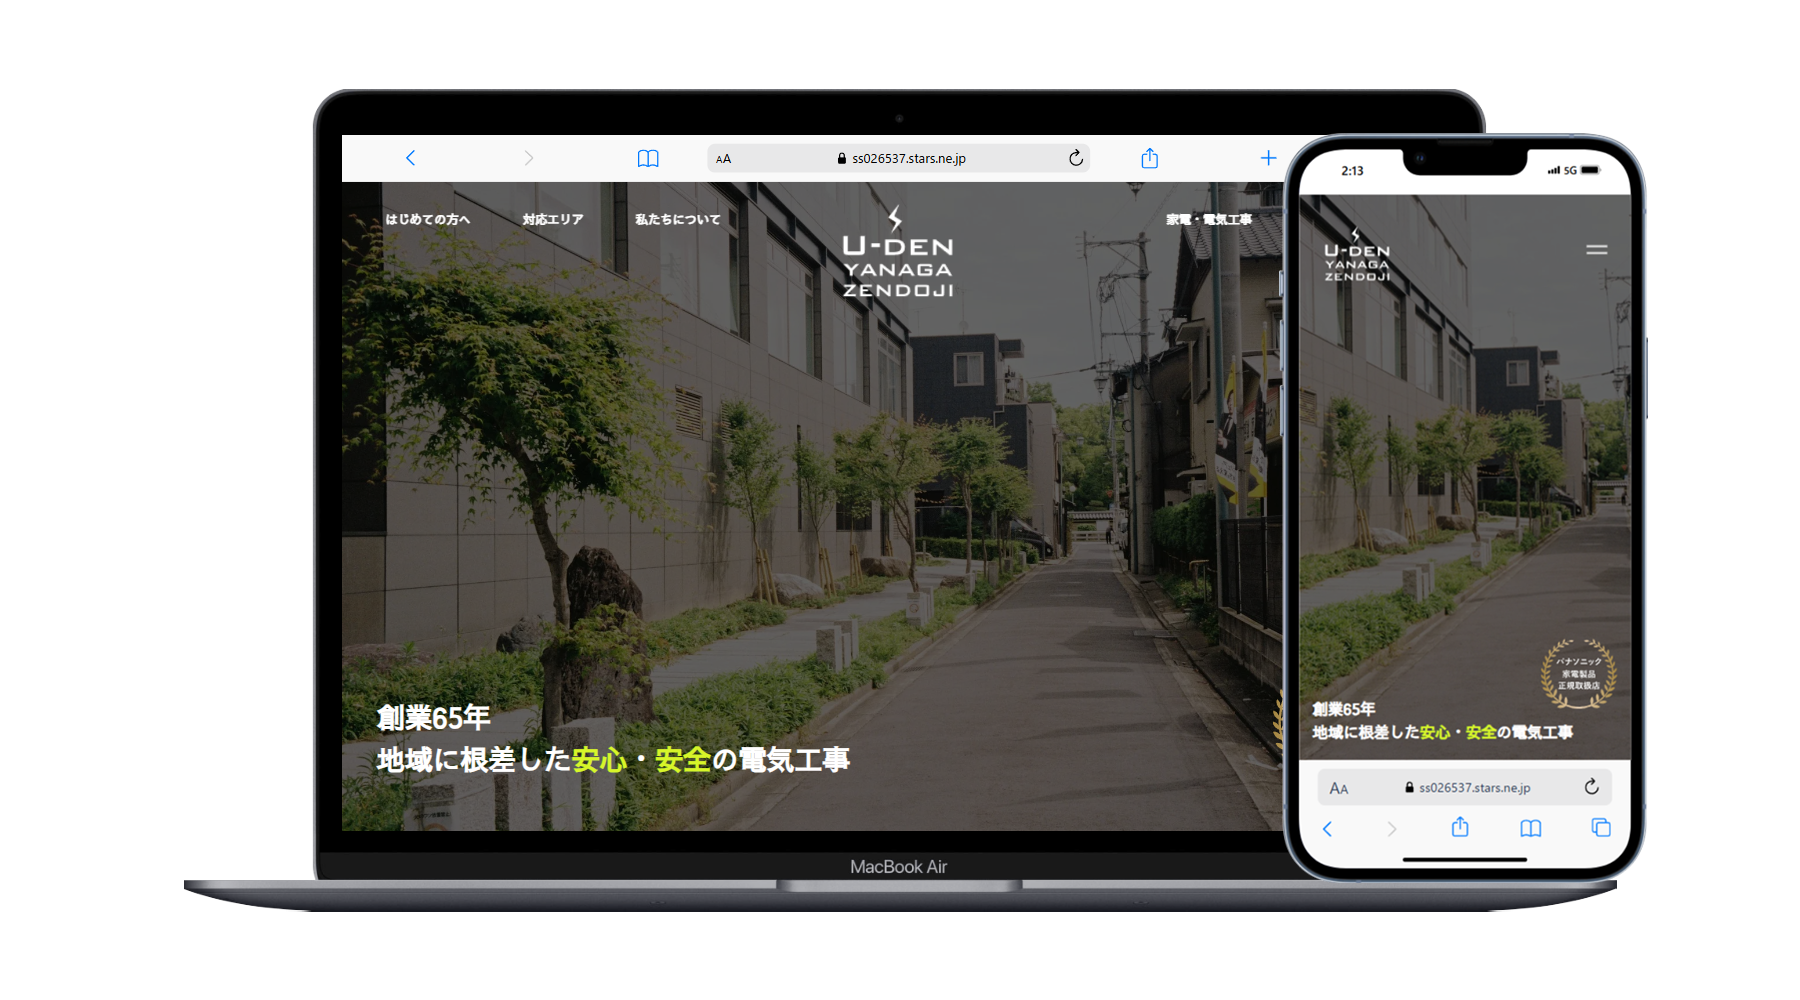 AA
ss026537.stars.ne.jp
はじめての方へ
対応エリア
私たちについて
U-DEN
YANAGA
ZENDOJI
家電・電気工事
創業65年
地域に根差した安心・安全の電気工事
MacBook Air
2:13
5G
U-DEN
YANAGA
ZENDOJI
パナソニック
家電製品
正規取扱店
創業65年
地域に根差した安心・安全の電気工事
AA
ss026537.stars.ne.jp